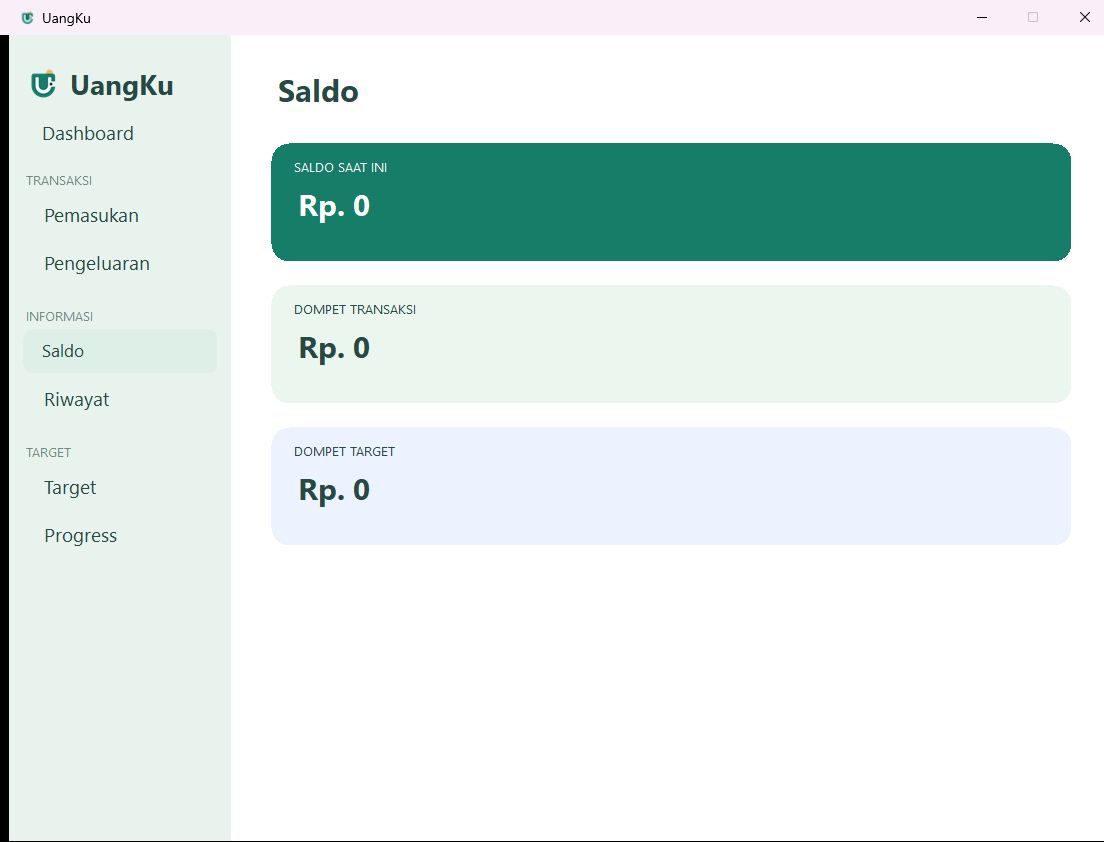 UangKu
UangKu
Dashboard
TRANSAKSI
Pemasukan
Pengeluaran
INFORMASI
Saldo
Riwayat
TARGET
Target
Progress
Saldo
SALDO SAAT INI
Rp. 0
DOMPET TRANSAKSI
Rp. 0
DOMPET TARGET
Rp. 0